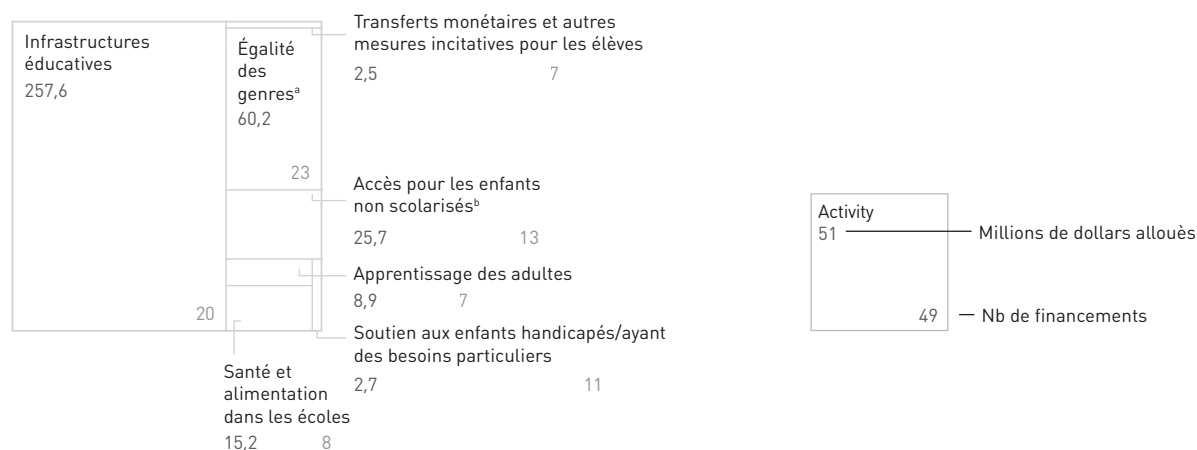 Infrastructures
éducatives
257,6
20
Égalité
des
genresᵃ
60,2
23
Transferts monétaires et autres
mesures incitatives pour les élèves
2,5 7
Accès pour les enfants
non scolarisésᵇ
25,7 13
Apprentissage des adultes
8,9 7
Soutien aux enfants handicapés/ayant
des besoins particuliers
2,7 11
Santé et
alimentation
dans les écoles
15,2 8
Activity
51 Millions de dollars allouès
49 Nb de financements